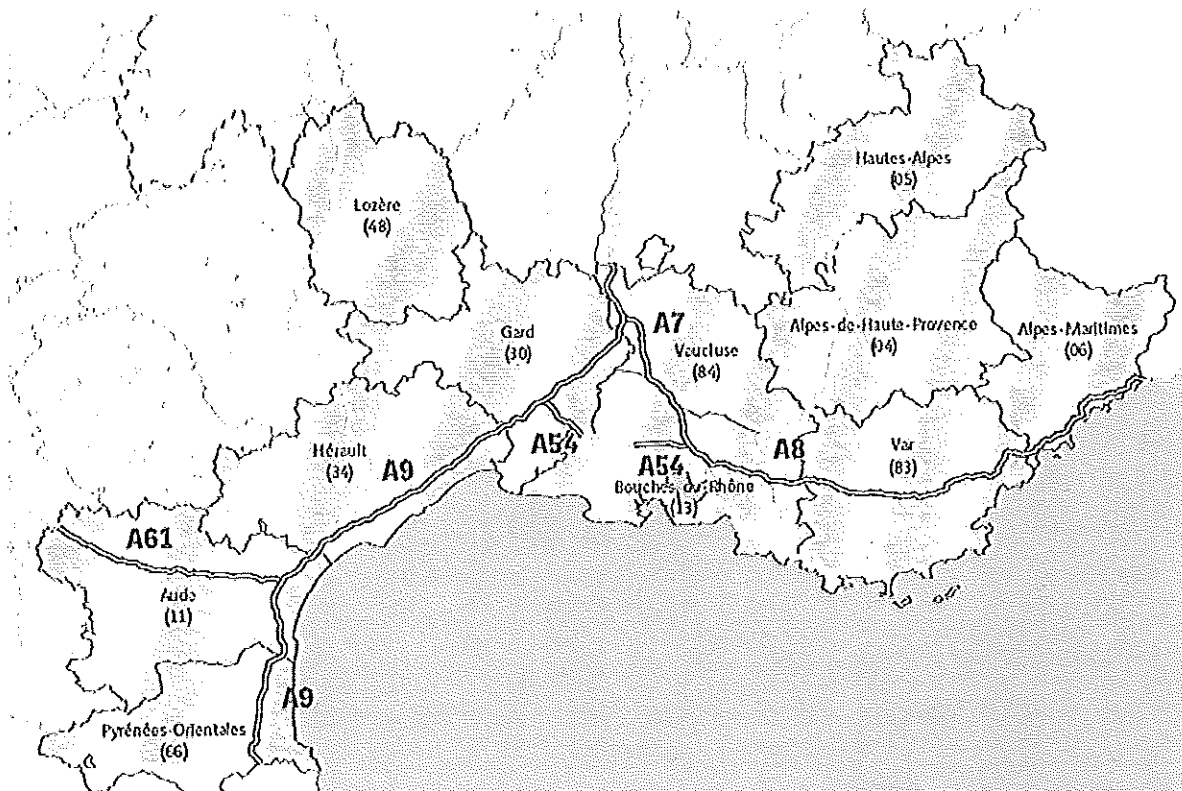 Hautes-Alpes
(05)
Lozère
(48)
A7
Gard
(30)
Vaucluse
(84)
Alpes-de-Haute-Provence
(04)
Alpes-Maritimes
(06)
Hérault
(34)
A9
A54
A54
A8
Var
(83)
Bouches-du-Rhône
(13)
A61
Aude
(11)
A9
Pyrénées-Orientales
(66)